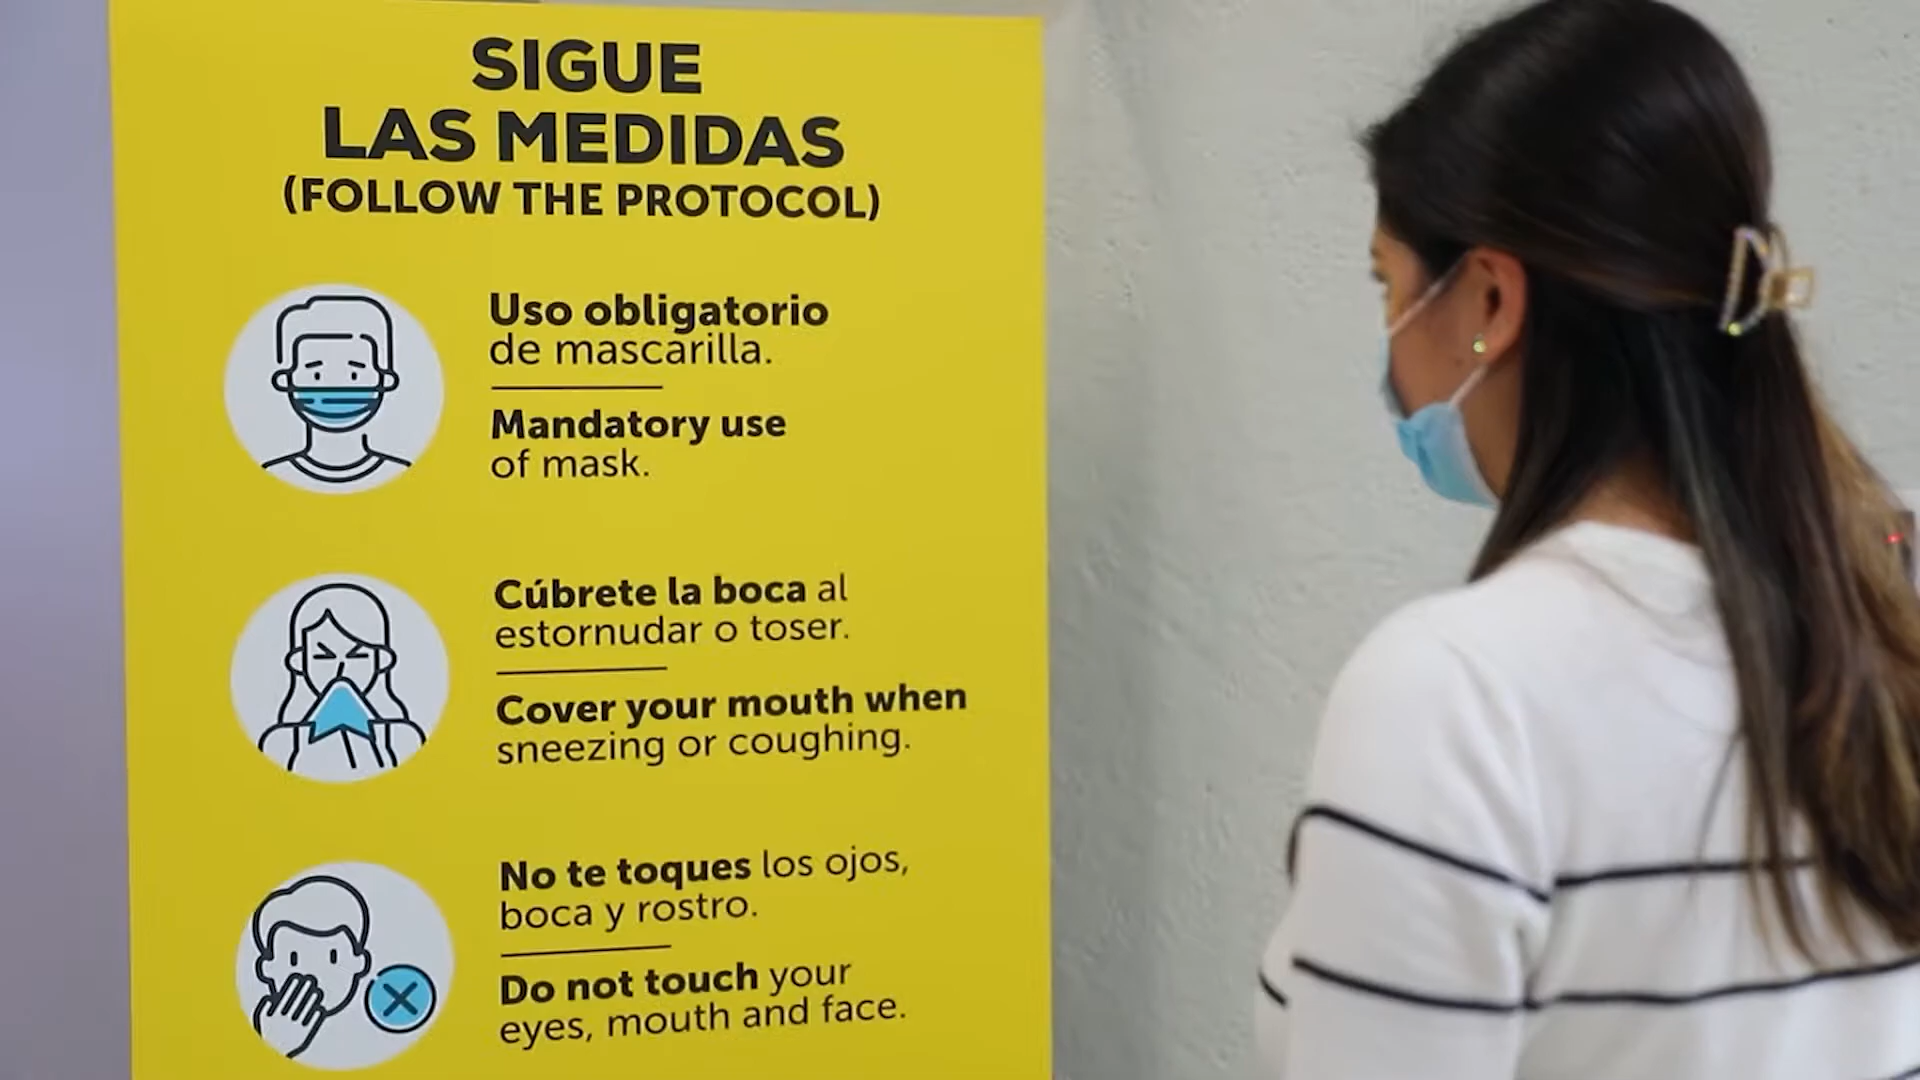 SIGUE
LAS MEDIDAS
(FOLLOW THE PROTOCOL)
Uso obligatorio
de mascarilla.
Mandatory use
of mask.
Cúbrete la boca al
estornudar o toser.
Cover your mouth when
sneezing or coughing.
No te toques los ojos,
boca y rostro.
Do not touch your
eyes, mouth and face.